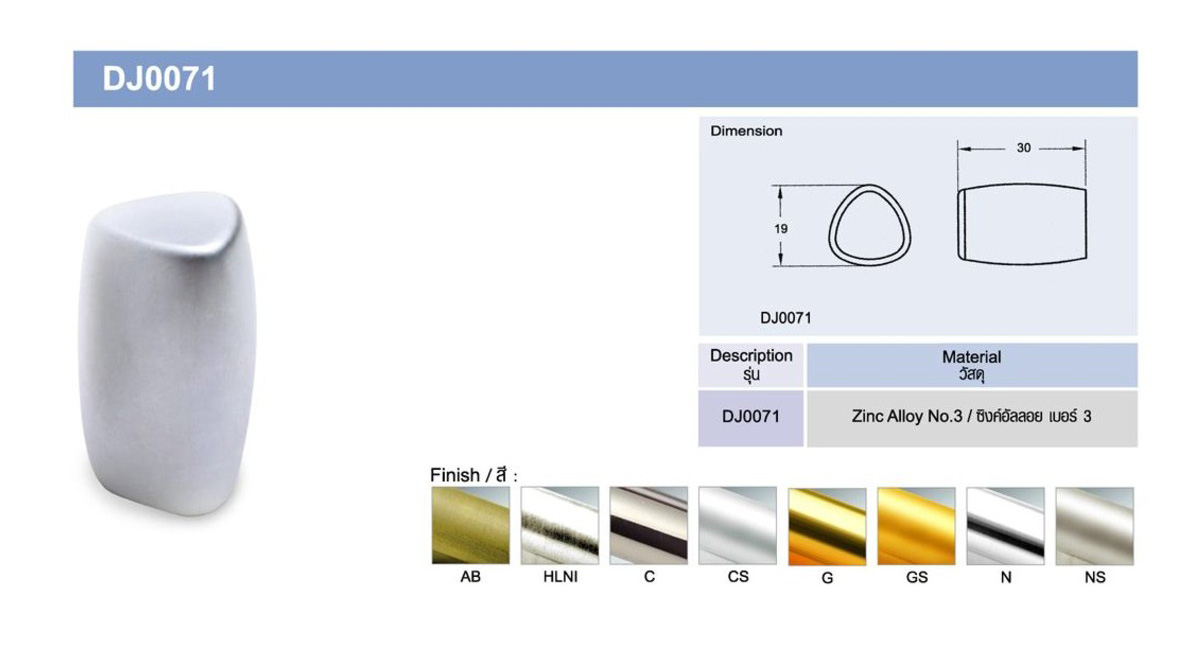 DJ0071
Dimension
30
19
DJ0071
Description
รุ่น
Material
วัสดุ
DJ0071
Zinc Alloy No.3 / ซิงค์อัลลอย เบอร์ 3
Finish / สี :
AB
HLNI
C
CS
G
GS
N
NS